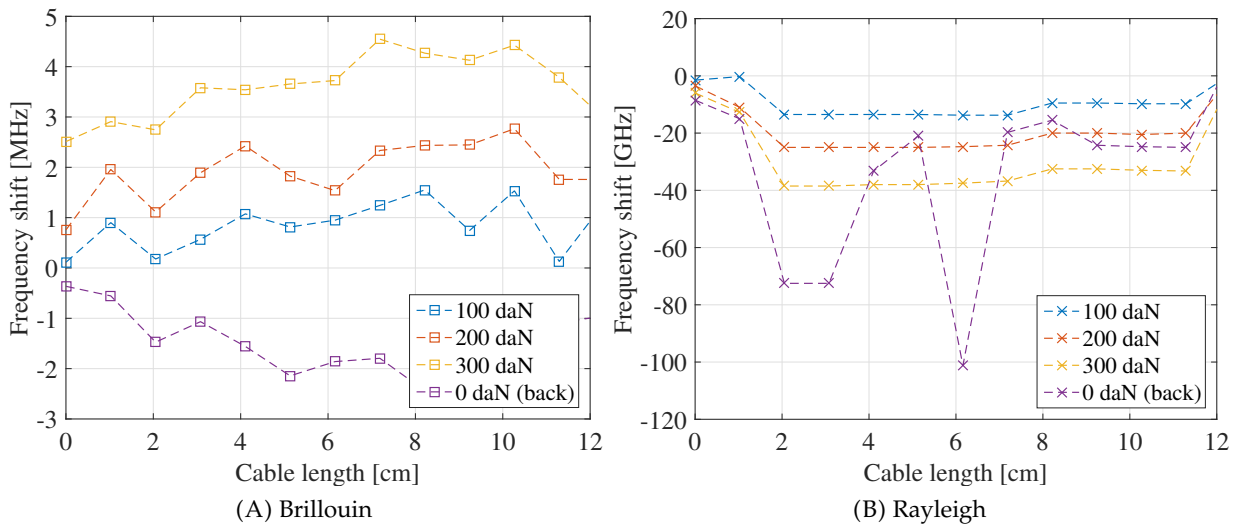 5
4
3
2
1
0
-1
-2
-3
Frequency shift [MHz]
100 daN
200 daN
300 daN
0 daN (back)
0 2 4 6 8 10 12
Cable length [cm]
(A) Brillouin
20
0
-20
-40
-60
-80
-100
-120
Frequency shift [GHz]
100 daN
200 daN
300 daN
0 daN (back)
0 2 4 6 8 10 12
Cable length [cm]
(B) Rayleigh